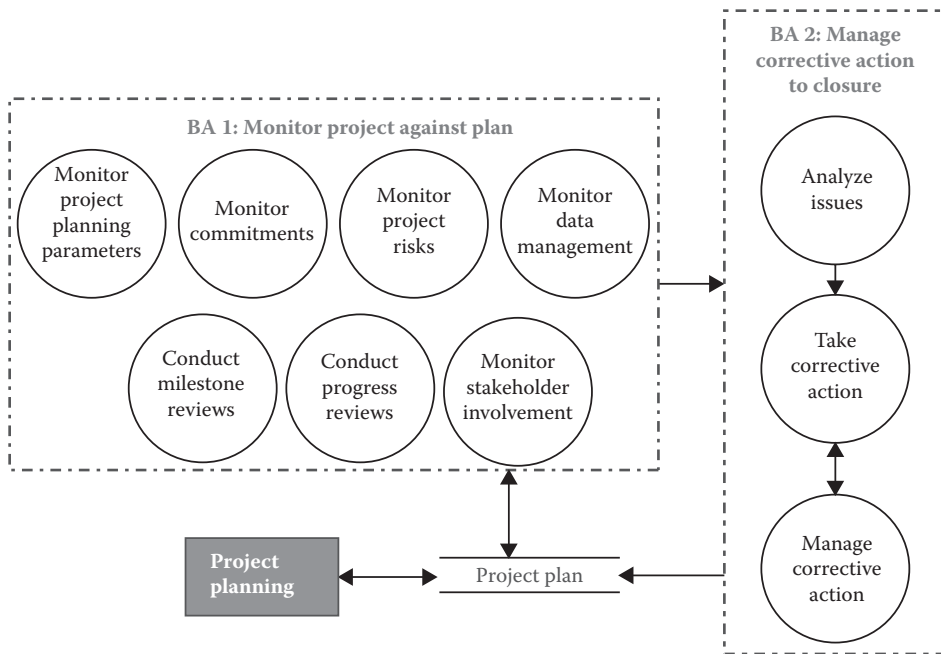 BA 1: Monitor project against plan
Monitor
project
planning
parameters
Monitor
commitments
Monitor
project
risks
Monitor
data
management
Conduct
milestone
reviews
Conduct
progress
reviews
Monitor
stakeholder
involvement
BA 2: Manage
corrective action
to closure
Analyze
issues
Take
corrective
action
Manage
corrective
action
Project
planning
Project plan